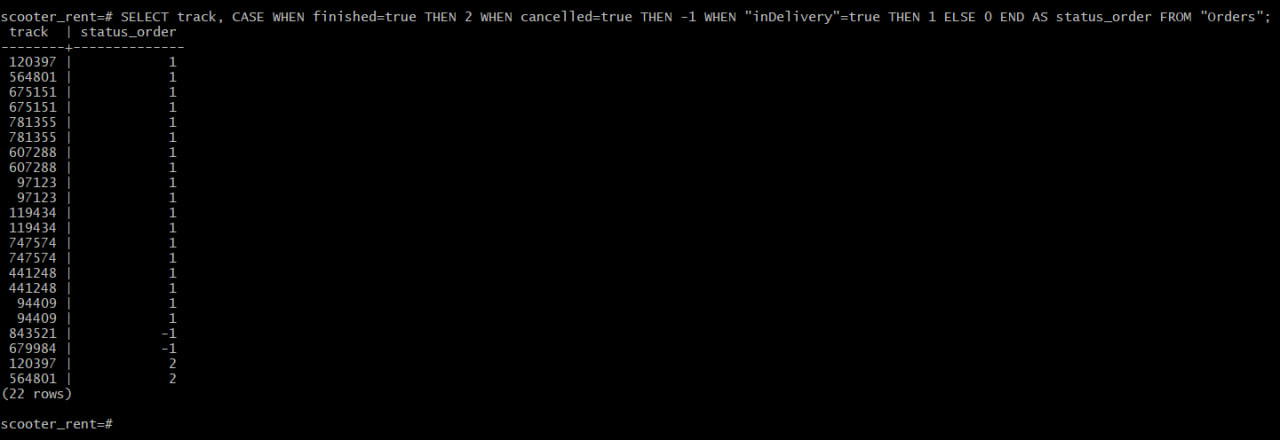 scooter_rent=# SELECT track, CASE WHEN finished=true THEN 2 WHEN cancelled=true THEN -1 WHEN "inDelivery"=true THEN 1 ELSE 0 END AS status_order FROM "Orders";
 track  | status_order
--------+--------------
 120397 |            1
 564801 |            1
 675151 |            1
 675151 |            1
 781355 |            1
 781355 |            1
 607288 |            1
 607288 |            1
  97123 |            1
  97123 |            1
 119434 |            1
 119434 |            1
 747574 |            1
 747574 |            1
 441248 |            1
 441248 |            1
  94409 |            1
  94409 |            1
 843521 |           -1
 679984 |           -1
 120397 |            2
 564801 |            2
(22 rows)
scooter_rent=#